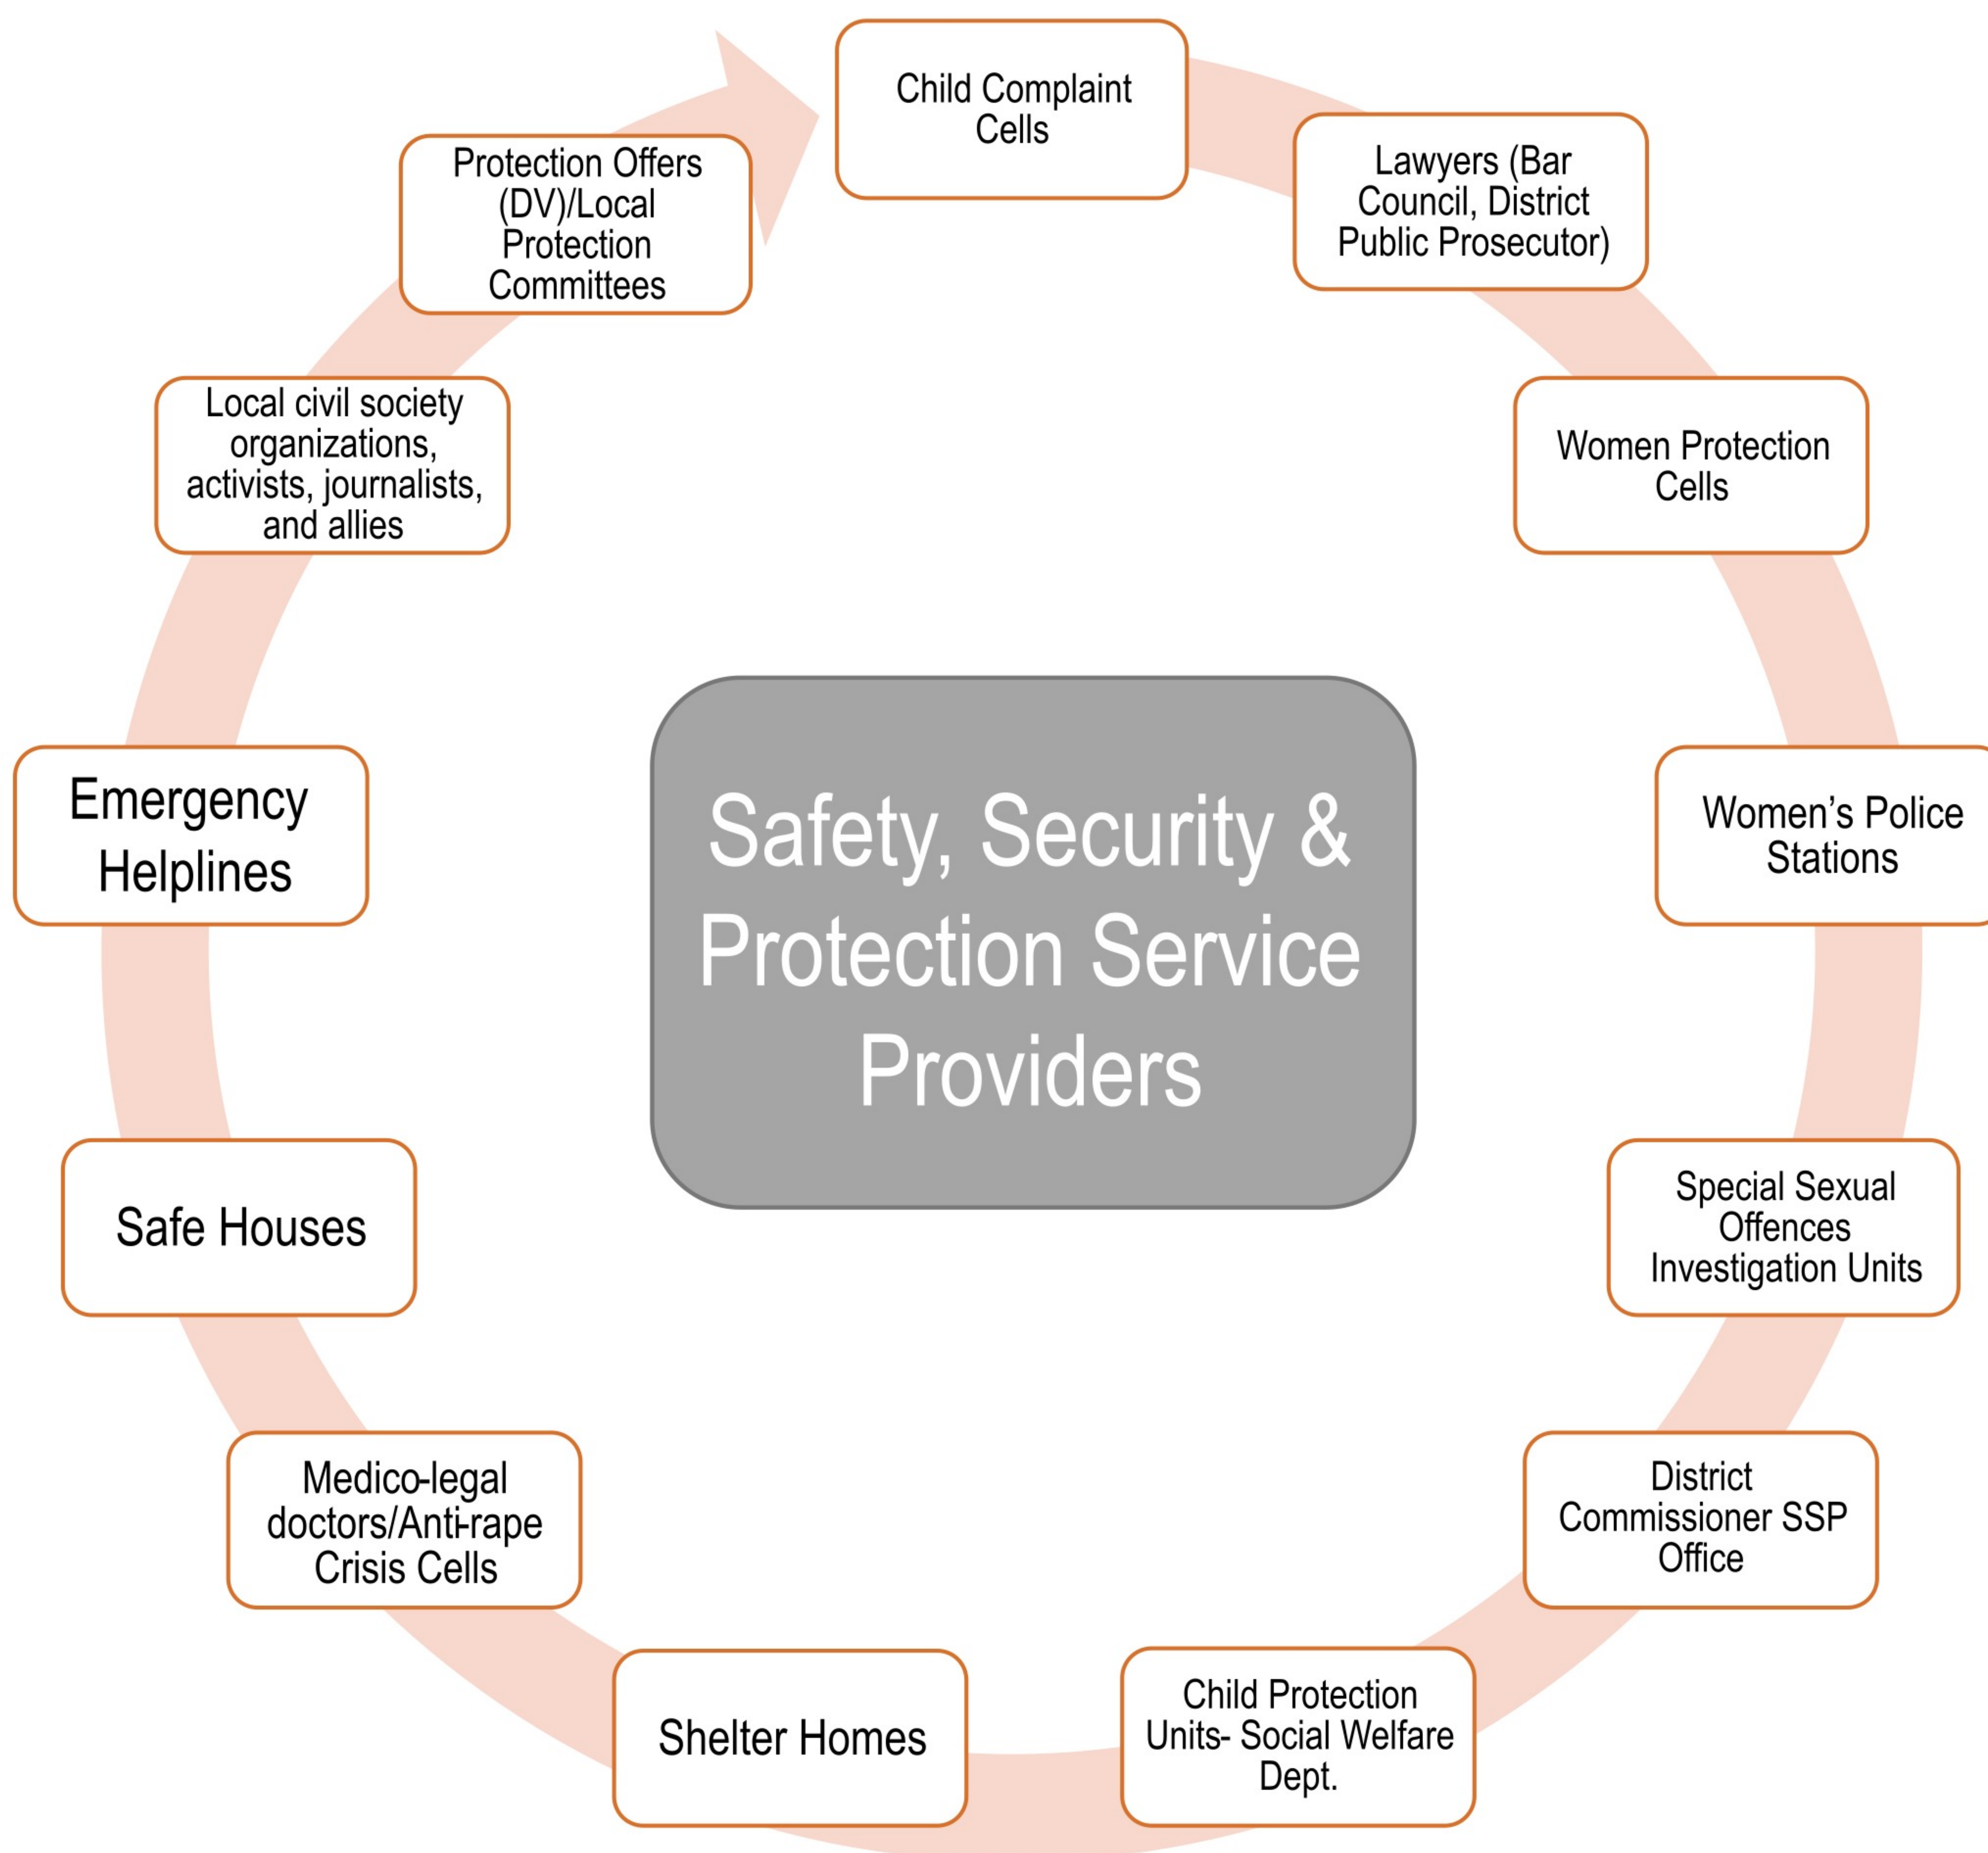 Child Complaint
Cells
Lawyers (Bar
Council, District
Public Prosecutor)
Women Protection
Cells
Women's Police
Stations
Special Sexual
Offences
Investigation Units
District
Commissioner SSP
Office
Child Protection
Units- Social Welfare
Dept.
Shelter Homes
Medico-legal
doctors/Anti-rape
Crisis Cells
Safe Houses
Emergency
Helplines
Local civil society
organizations,
activists, journalists,
and allies
Protection Offers
(DV)/Local
Protection
Committees
Safety, Security &
Protection Service
Providers